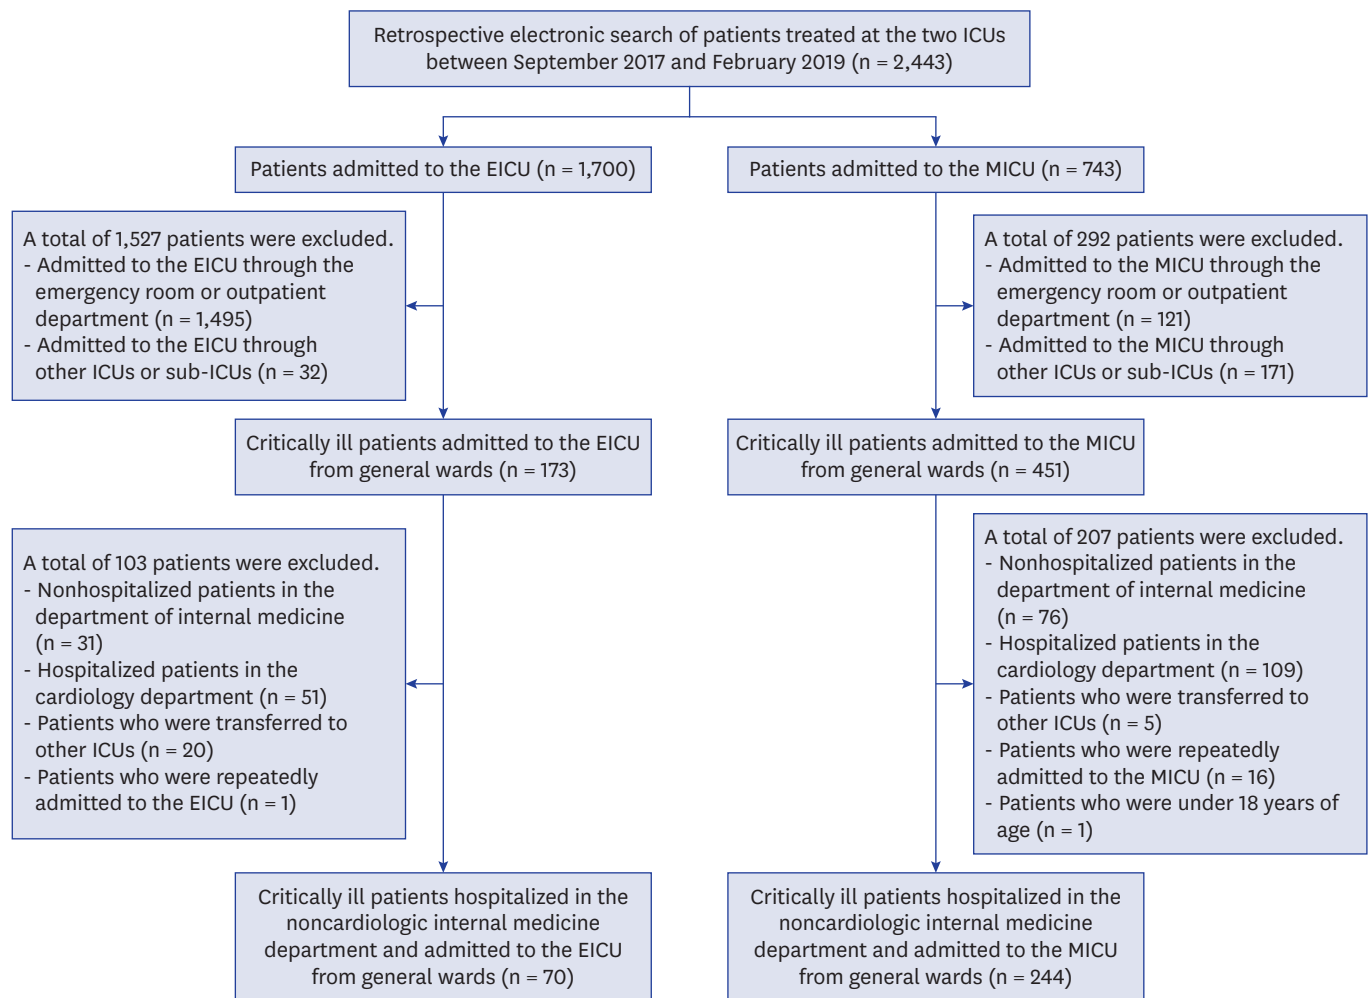 Retrospective electronic search of patients treated at the two ICUs
between September 2017 and February 2019 (n = 2,443)
Patients admitted to the EICU (n = 1,700)
Patients admitted to the MICU (n = 743)
A total of 1,527 patients were excluded.
- Admitted to the EICU through the
emergency room or outpatient
department (n = 1,495)
- Admitted to the EICU through
other ICUs or sub-ICUs (n = 32)
A total of 292 patients were excluded.
- Admitted to the MICU through the
emergency room or outpatient
department (n = 121)
- Admitted to the MICU through
other ICUs or sub-ICUs (n = 171)
Critically ill patients admitted to the EICU
from general wards (n = 173)
Critically ill patients admitted to the MICU
from general wards (n = 451)
A total of 103 patients were excluded.
- Nonhospitalized patients in the
department of internal medicine
(n = 31)
- Hospitalized patients in the
cardiology department (n = 51)
- Patients who were transferred to
other ICUs (n = 20)
- Patients who were repeatedly
admitted to the EICU (n = 1)
A total of 207 patients were excluded.
- Nonhospitalized patients in the
department of internal medicine
(n = 76)
- Hospitalized patients in the
cardiology department (n = 109)
- Patients who were transferred to
other ICUs (n = 5)
- Patients who were repeatedly
admitted to the MICU (n = 16)
- Patients who were under 18 years of
age (n = 1)
Critically ill patients hospitalized in the
noncardiologic internal medicine
department and admitted to the EICU
from general wards (n = 70)
Critically ill patients hospitalized in the
noncardiologic internal medicine
department and admitted to the MICU
from general wards (n = 244)